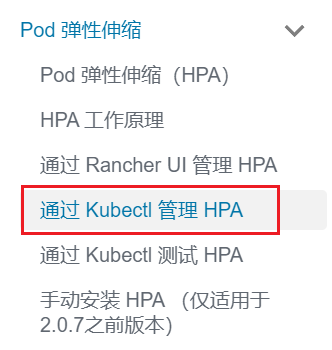 Pod 弹性伸缩
Pod 弹性伸缩（HPA）
HPA 工作原理
通过 Rancher UI 管理 HPA
通过 Kubectl 管理 HPA
通过 Kubectl 测试 HPA
手动安装 HPA （仅适用于
2.0.7之前版本）